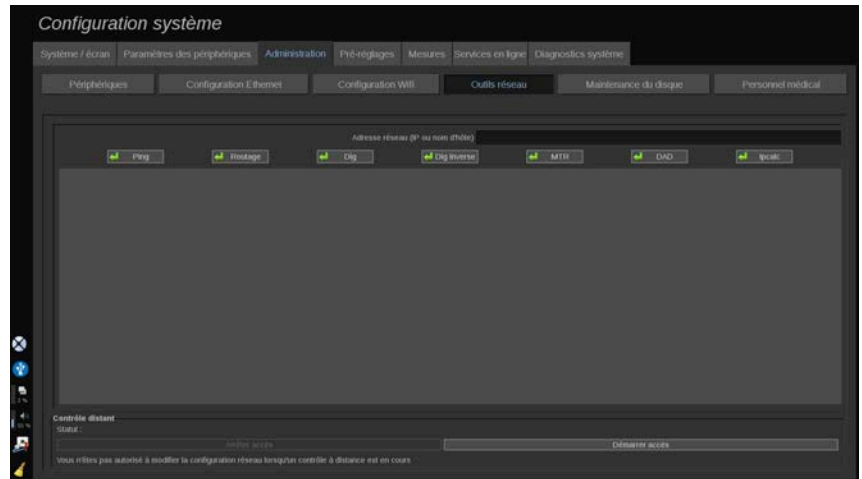 Configuration système
Système / écran Paramètres des périphériques Administration Pré-réglages Mesures Services en ligne Diagnostics système
Périphériques Configuration Ethernet Configuration Wifi Outils réseau Maintenance du disque Personnel médical
Adresse réseau (IP ou nom d'hôte)
Ping Routage Dig Dig inverse MTR DAD Ipcalc
Contrôle distant
Statut :
Arrêter accès Démarrer accès
Vous n'êtes pas autorisé à modifier la configuration réseau lorsqu'un contrôle à distance est en cours